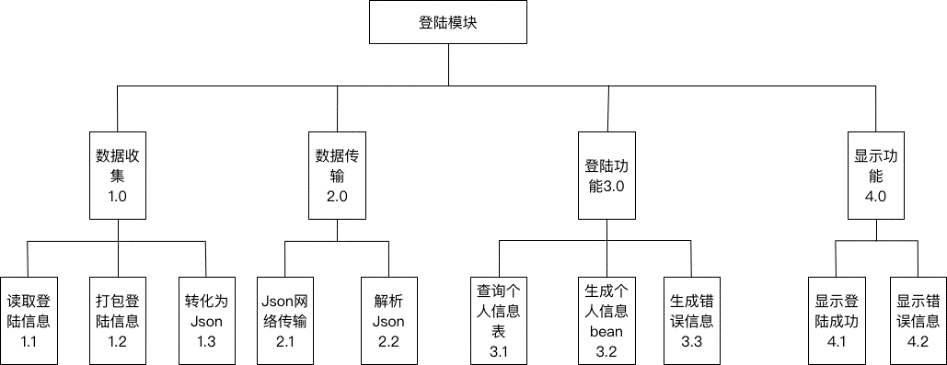 登陆模块
数据收
集
1.0
数据传
输
2.0
登陆功
能3.0
显示功
能
4.0
读取登
陆信息
1.1
打包登
陆信息
1.2
转化为
Json
1.3
Json网
络传输
2.1
解析
Json
2.2
查询个
人信息
表
3.1
生成个
人信息
bean
3.2
生成错
误信息
3.3
显示登
陆成功
4.1
显示错
误信息
4.2